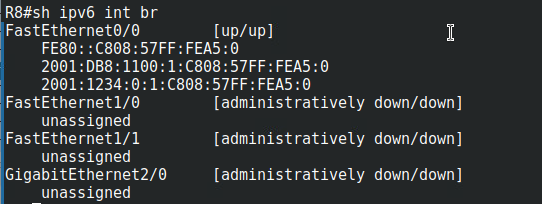 R8#sh ipv6 int br
FastEthernet0/0 [up/up]
FE80::C808:57FF:FEA5:0
2001:DB8:1100:1:C808:57FF:FEA5:0
2001:1234:0:1:C808:57FF:FEA5:0
FastEthernet1/0 [administratively down/down]
unassigned
FastEthernet1/1 [administratively down/down]
unassigned
GigabitEthernet2/0 [administratively down/down]
unassigned